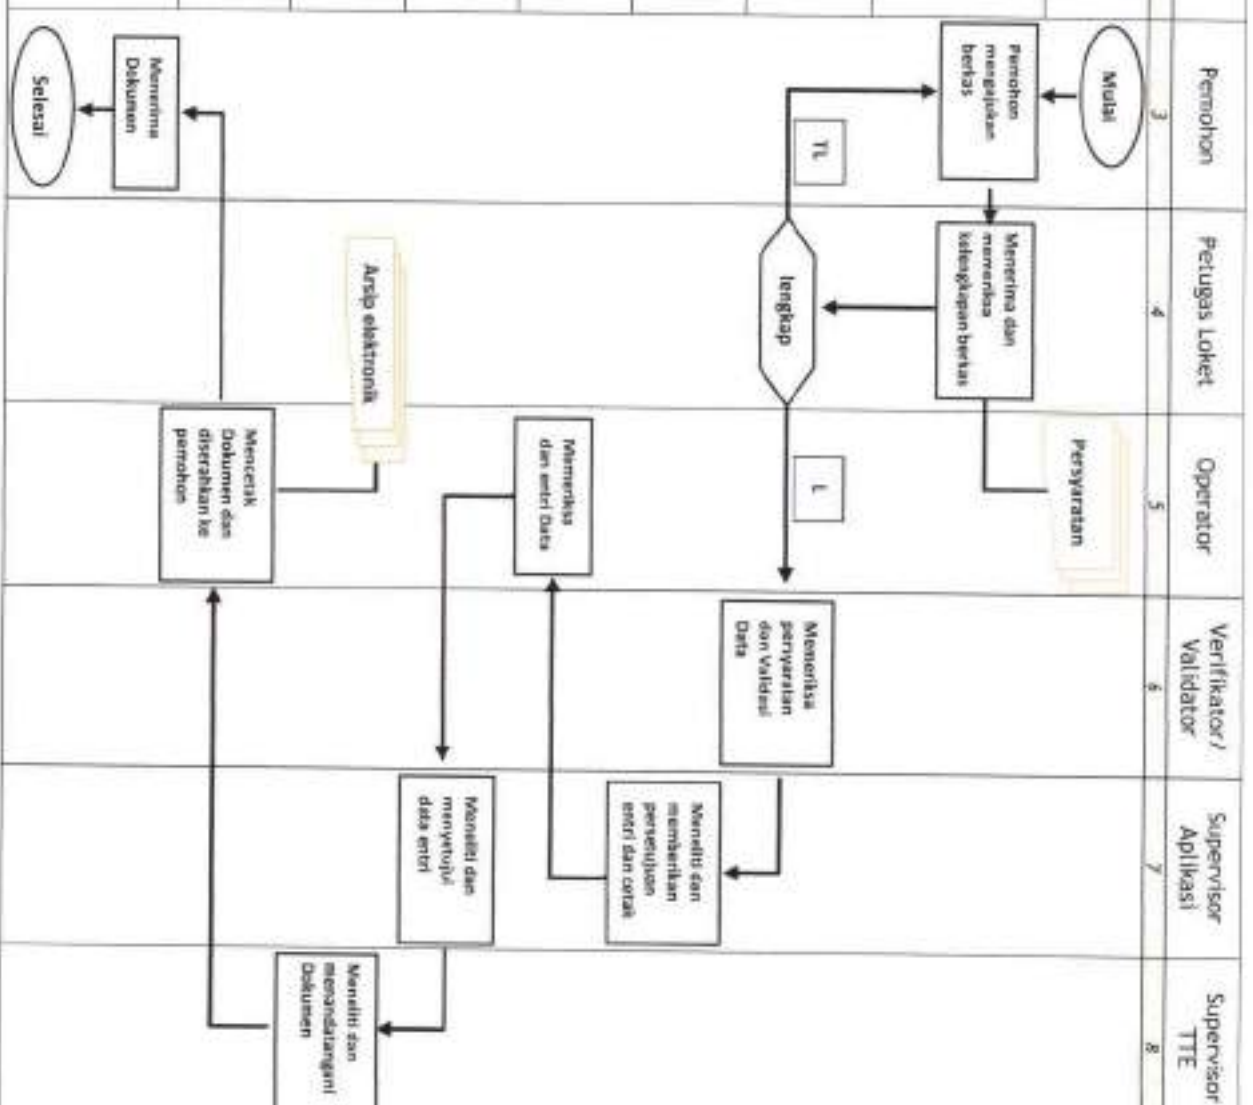 Pemohon
Petugas Loket
Operator
Verifikator/
Validator
Supervisor
Aplikasi
Supervisor
TTE
3
4
5
6
7
8
Mulai
Pemohon
mengajukan
berkas
Menerima dan
memeriksa
kelengkapan berkas
Persyaratan
TL
lengkap
L
Memeriksa
persyaratan
dan Validasi
Data
Meneliti dan
memberikan
persetujuan
entri dan cetak
Memeriksa
dan entri Data
Meneliti dan
menyetujui
data entri
Arsip elektronik
Meneliti dan
menandatangani
Dokumen
Mencetak
Dokumen dan
diserahkan ke
pemohon
Menerima
Dokumen
Selesai